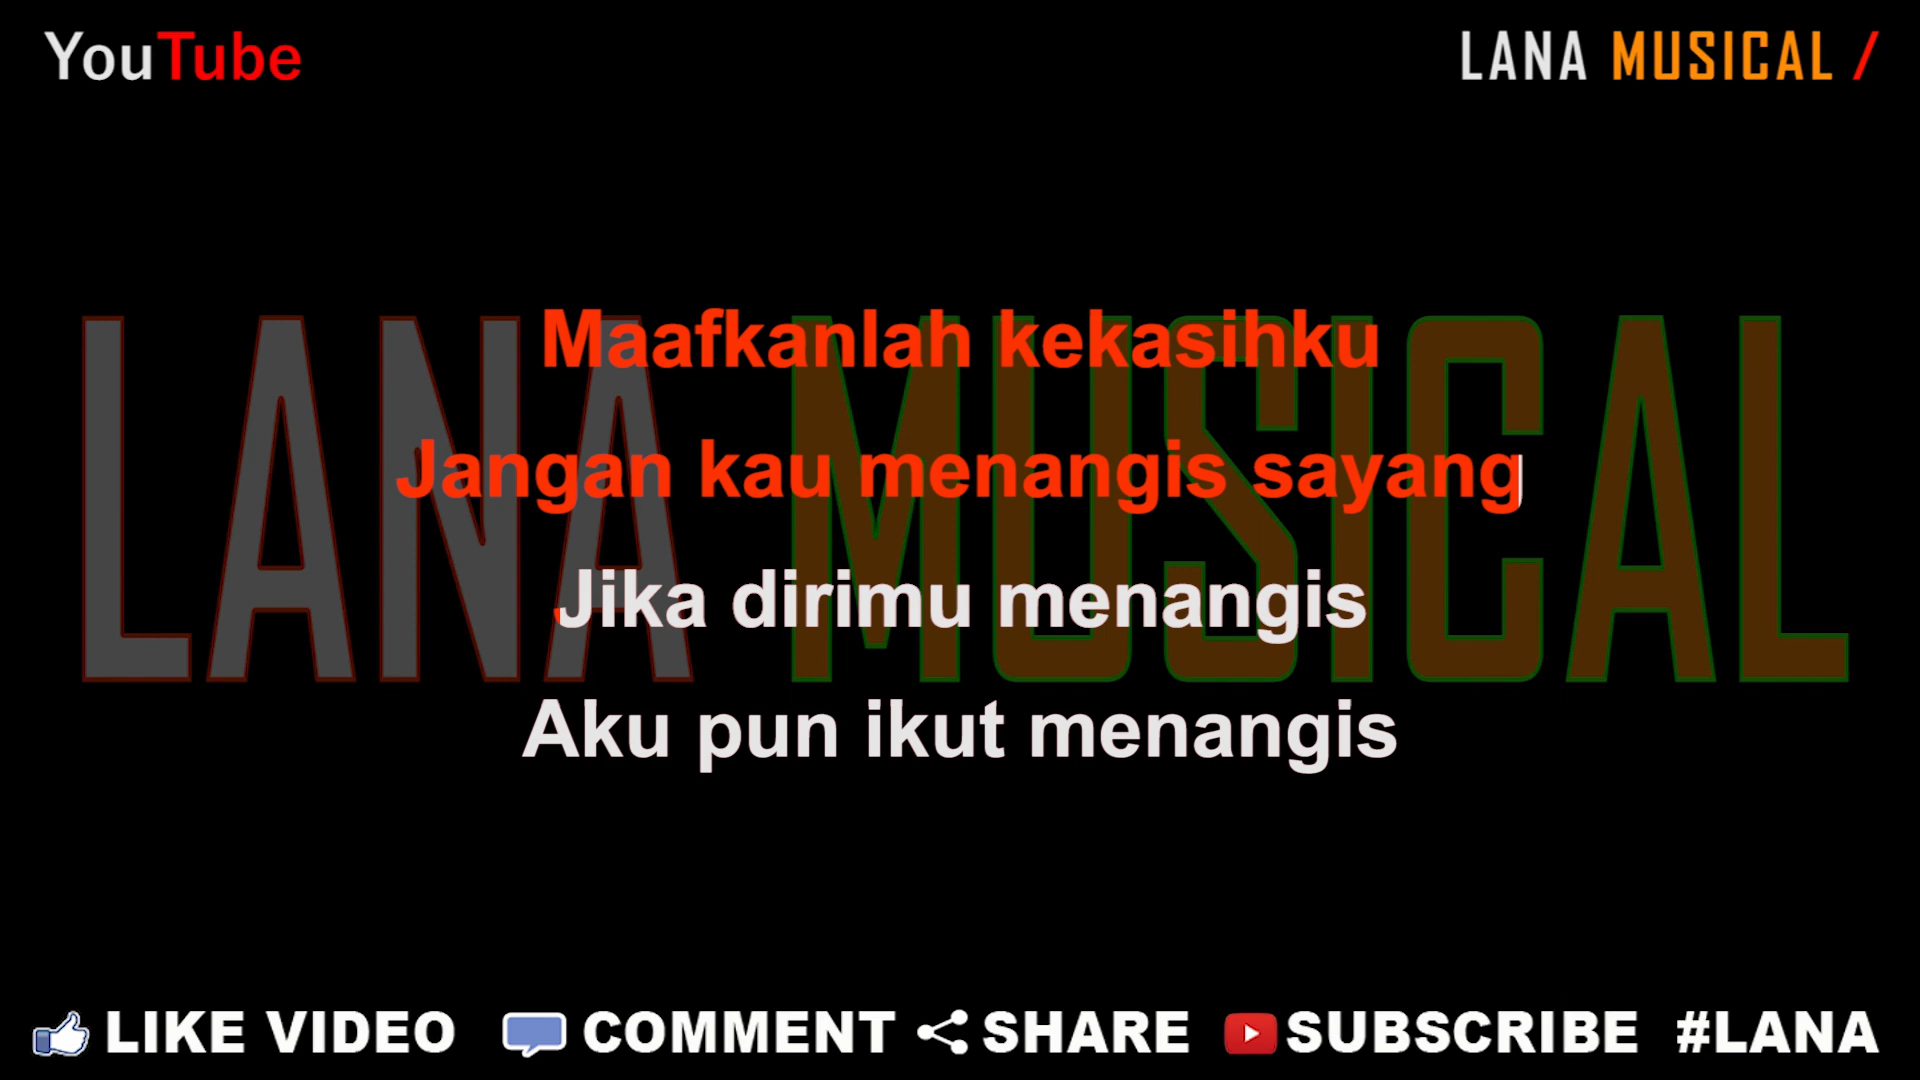 YouTube
LANA MUSICAL /
LANA MUSICAL
Maafkanlah kekasihku
Jangan kau menangis sayang
Jika dirimu menangis
Aku pun ikut menangis
LIKE VIDEO COMMENT SHARE SUBSCRIBE #LANA